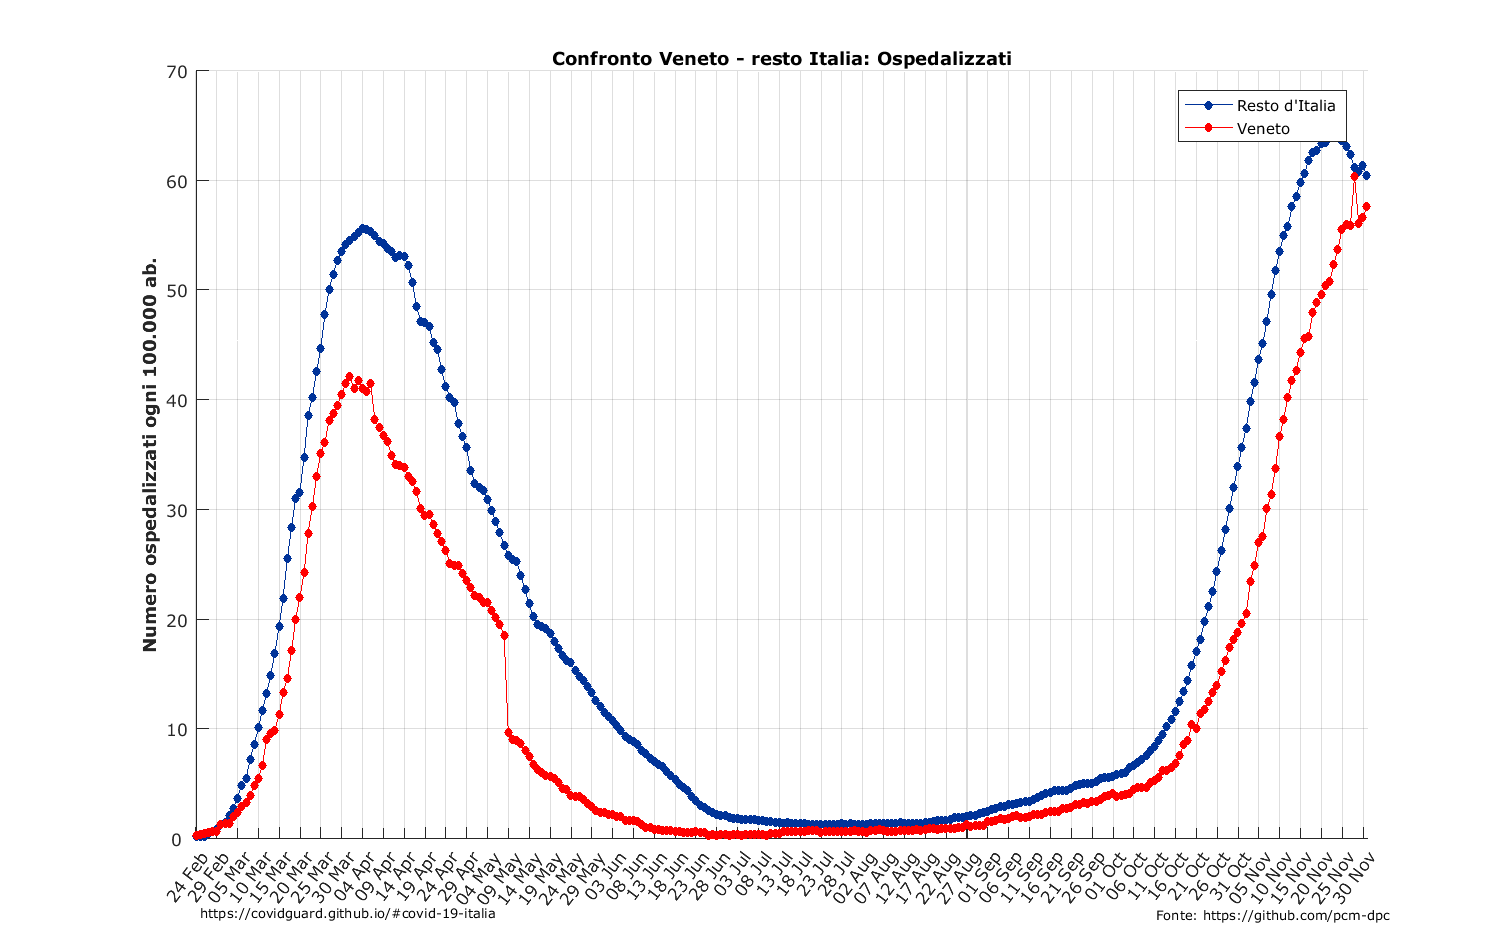 Confronto Veneto - resto Italia: Ospedalizzati
Resto d'Italia
Veneto
Numero ospedalizzati ogni 100.000 ab.
70
60
50
40
30
20
10
0
24 Feb
29 Feb
05 Mar
10 Mar
15 Mar
20 Mar
25 Mar
30 Mar
04 Apr
09 Apr
14 Apr
19 Apr
24 Apr
29 Apr
04 May
09 May
14 May
19 May
24 May
29 May
03 Jun
08 Jun
13 Jun
18 Jun
23 Jun
28 Jun
03 Jul
08 Jul
13 Jul
18 Jul
23 Jul
28 Jul
02 Aug
07 Aug
12 Aug
17 Aug
22 Aug
27 Aug
01 Sep
06 Sep
11 Sep
16 Sep
21 Sep
26 Sep
01 Oct
06 Oct
11 Oct
16 Oct
21 Oct
26 Oct
31 Oct
05 Nov
10 Nov
15 Nov
20 Nov
25 Nov
30 Nov
https://covidguard.github.io/#covid-19-italia
Fonte: https://github.com/pcm-dpc